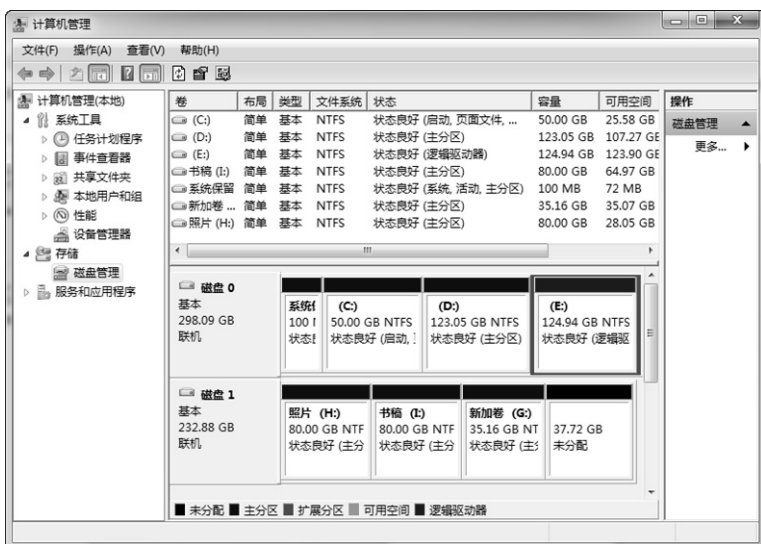 计算机管理
文件(F) 操作(A) 查看(V) 帮助(H)
计算机管理(本地)
系统工具
任务计划程序
事件查看器
共享文件夹
本地用户和组
性能
设备管理器
存储
磁盘管理
服务和应用程序
卷 布局 类型 文件系统 状态 容量 可用空间
(C:) 简单 基本 NTFS 状态良好 (启动, 页面文件, ... 50.00 GB 25.58 GB
(D:) 简单 基本 NTFS 状态良好 (主分区) 123.05 GB 107.27 GE
(E:) 简单 基本 NTFS 状态良好 (逻辑驱动器) 124.94 GB 123.90 GE
书稿 (I:) 简单 基本 NTFS 状态良好 (主分区) 80.00 GB 64.97 GB
系统保留 简单 基本 NTFS 状态良好 (系统, 活动, 主分区) 100 MB 72 MB
新加卷 ... 简单 基本 NTFS 状态良好 (主分区) 35.16 GB 35.07 GB
照片 (H:) 简单 基本 NTFS 状态良好 (主分区) 80.00 GB 28.05 GB
操作
磁盘管理
更多...
磁盘 0
基本
298.09 GB
联机
系统
100
状态
(C:)
50.00 GB NTFS
状态良好 (启动,
(D:)
123.05 GB NTFS
状态良好 (主分区)
(E:)
124.94 GB NTFS
状态良好 (逻辑驱
磁盘 1
基本
232.88 GB
联机
照片 (H:)
80.00 GB NTF
状态良好 (主分
书稿 (I:)
80.00 GB NTF
状态良好 (主分
新加卷 (G:)
35.16 GB NT
状态良好 (主
37.72 GB
未分配
未分配 主分区 扩展分区 可用空间 逻辑驱动器